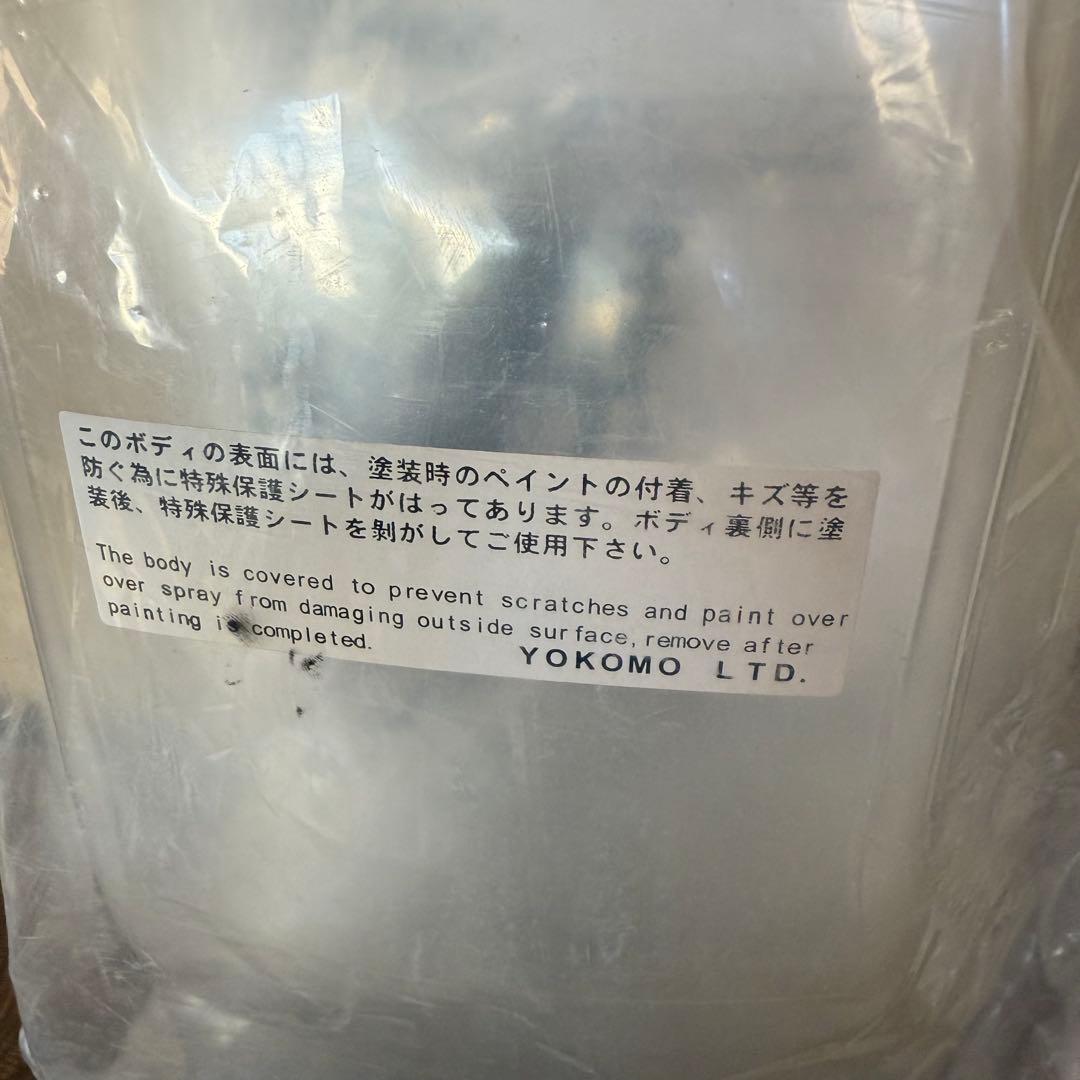 このボディの表面には、塗装時のペイントの付着、キズ等を
防ぐ為に特殊保護シートがはってあります。ボディ裏側に塗
装後、特殊保護シートを剥がしてご使用下さい。
The body is covered to prevent scratches and paint over
over spray from damaging outside surface, remove after
painting is completed.
YOKOMO LTD.